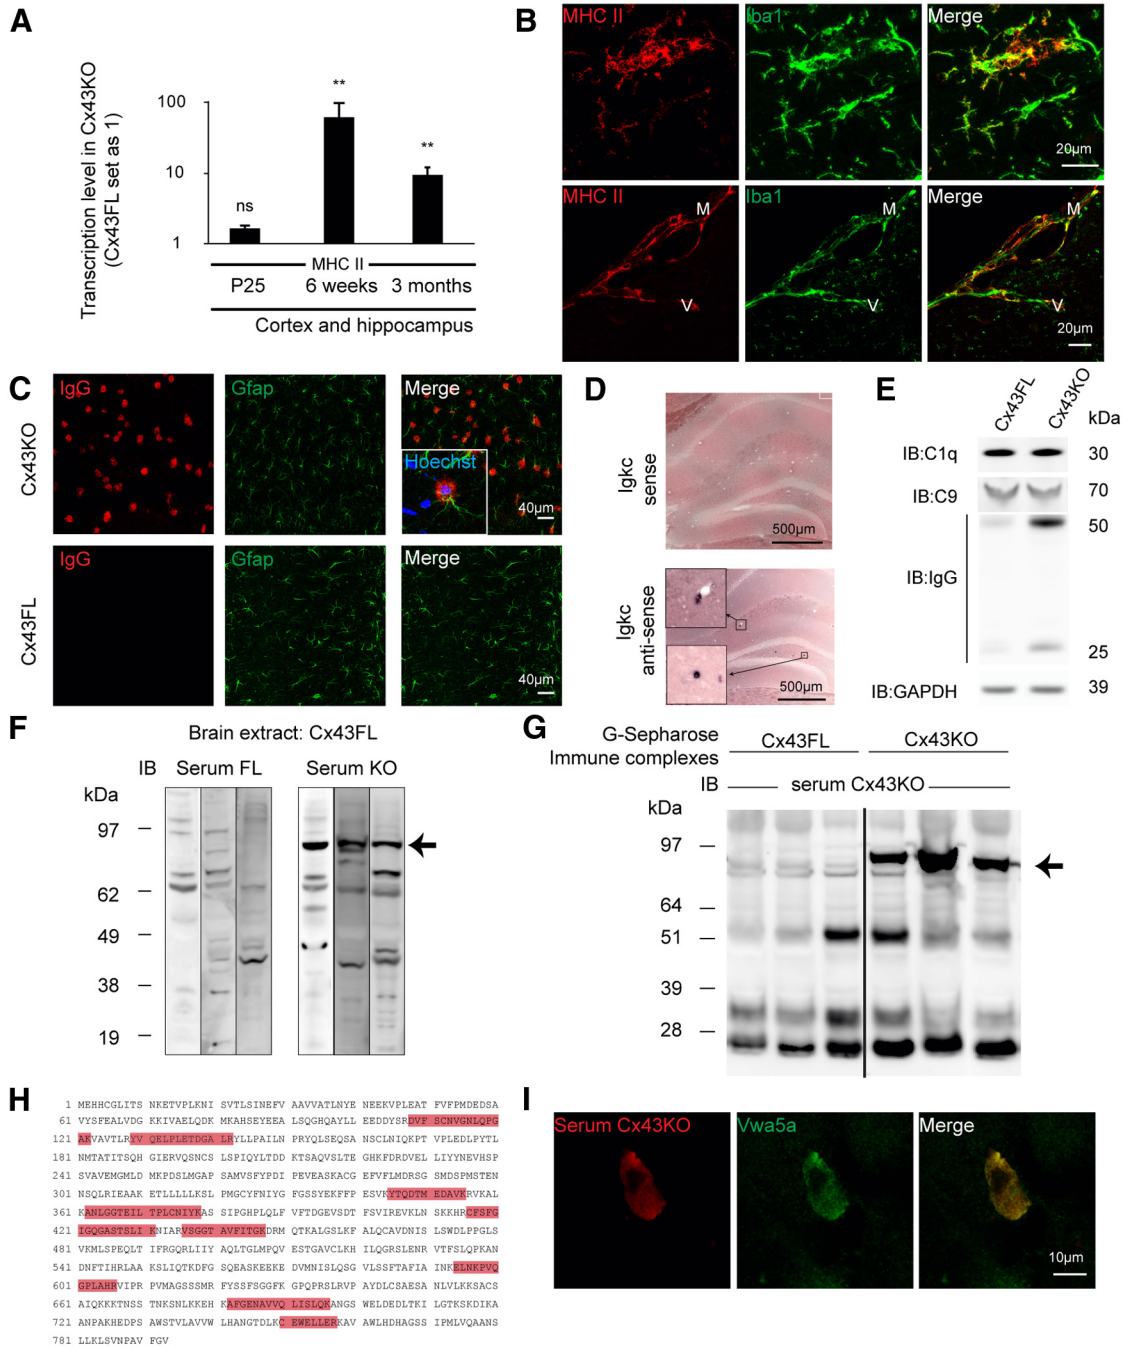 A
Transcription level in Cx43KO
(Cx43FL set as 1)
100
10
1
ns
**
**
MHC II
P25 6 weeks 3 months
Cortex and hippocampus
B
MHC II Iba1 Merge
20µm
MHC II Iba1 Merge
M M
V V
20µm
C
Cx43KO
IgG Gfap Merge
Hoechst
40µm
Cx43FL
IgG Gfap Merge
40µm
D
Igkc
sense
500µm
Igkc
anti-sense
500µm
E
Cx43FL Cx43KO
kDa
IB:C1q 30
IB:C9 70
50
IB:IgG
25
IB:GAPDH 39
F
Brain extract: Cx43FL
IB Serum FL Serum KO
kDa
97
62
49
38
19
G
G-Sepharose
Immune complexes
Cx43FL Cx43KO
IB serum Cx43KO
kDa
97
64
51
39
28
H
1 MEHHCGLITS NKETVPLKNI SVTLSINEFV AAVVATLNYE NEEKVPLEAT FVFPMDEDSA
61 VYSFEALVDG KKIVAELQDK MKAHSEYEEA LSQGHQAYLL EEDDYSRDVF SCNVGNLQPG
121 AKVAVTLRYV QELPLETDGA LRYLLPAILN PRYQLSEQSA NSCLNIQKPT VPLEDLPYTL
181 NMTATITSQH GIERVQSNCS LSPIQYLTDD KTSAQVSLTE GHKFDRDVEL LIYYNEVHSP
241 SVAVEMGMLD MKPDSLMGAP SAMVSFYPDI PEVEASKACG EFVFLMDRSG SMDSPMSTEN
301 NSQLRIEAAK ETLLLLLKSL PMGCYFNIYG FGSSYEKFFP ESVKYTQDTM EDAVKRVKAL
361 KANLGGTEIL TPLCNIYKAS SIPGHPLQLF VFTDGEVSDT FSVIREVKLN SKKHRCFSFG
421 IGQGASTSLI KNIARVSGGT AVFITGKDRM QTKALGSLKF ALQCAVDNIS LSWDLPPGLS
481 VKMLSPEQLT IFRGQRLIIY AQLTGLMPQV ESTGAVCLKH ILQGRSLENR VTFSLQPKAN
541 DNFTIHRLAA KSLIQTKDFG SQEASKEEKE DVMNISLQSG VLSSFTAFIA INKELNKPVQ
601 GPLAHRVIPR PVMAGSSSMR FYSSFSGGFK GPQPRSLRVP AYDLCSAESA NLVLKKSACS
661 AIQKKKTNSS TNKSNLKKEH KAFGENAVVQ LISLQKANGS WELDEDLTKI LGTKSKDIKA
721 ANPAKHEDPS AWSTVLAVVW LHANGTDLKC EWELLERKAV AWLHDHAGSS IPMLVQAANS
781 LLKLSVNPAV FGV
I
Serum Cx43KO Vwa5a Merge
10µm